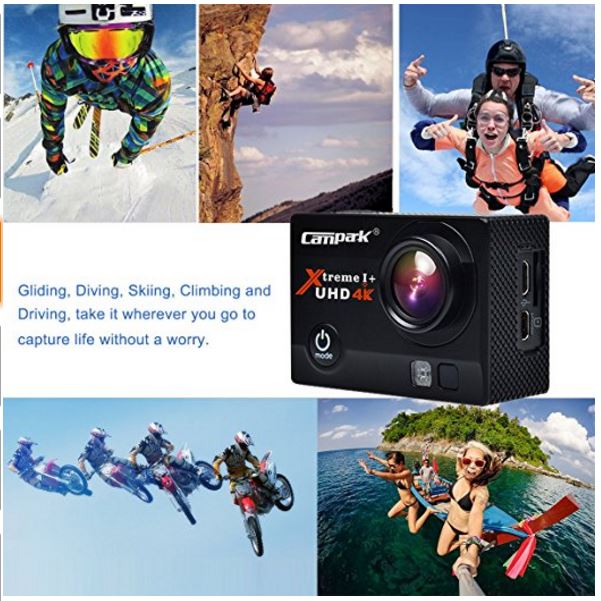 Campark®
Xtreme I+
UHD 4K
mode
Gliding, Diving, Skiing, Climbing and
Driving, take it wherever you go to
capture life without a worry.